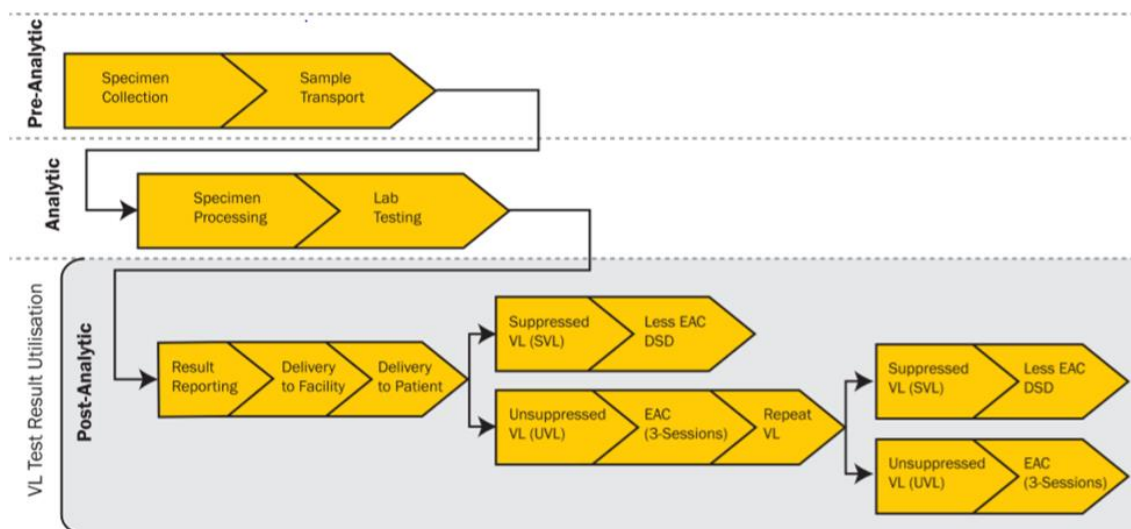 Pre-Analytic
Specimen
Collection
Sample
Transport
Analytic
Specimen
Processing
Lab
Testing
VL Test Result Utilisation
Post-Analytic
Result
Reporting
Delivery
to Facility
Delivery
to Patient
Suppressed
VL (SVL)
Less EAC
DSD
Unsuppressed
VL (UVL)
EAC
(3-Sessions)
Repeat
VL
Suppressed
VL (SVL)
Less EAC
DSD
Unsuppressed
VL (UVL)
EAC
(3-Sessions)